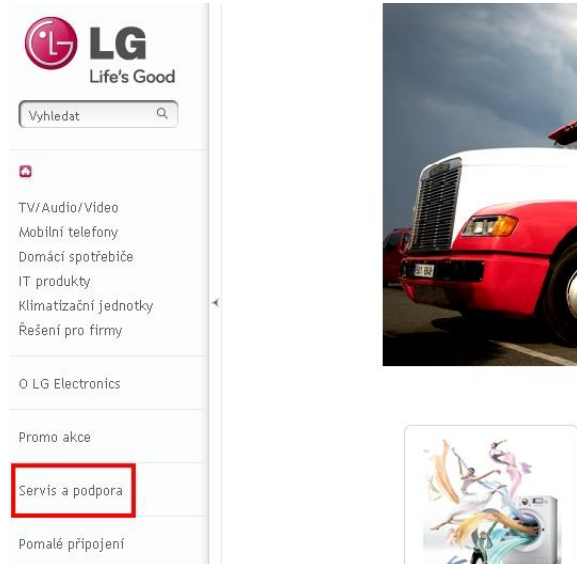 LG
Life's Good
Vyhledat
TV/Audio/Video
Mobilní telefony
Domácí spotřebiče
IT produkty
Klimatizační jednotky
Řešení pro firmy
O LG Electronics
Promo akce
Servis a podpora
Pomalé připojení